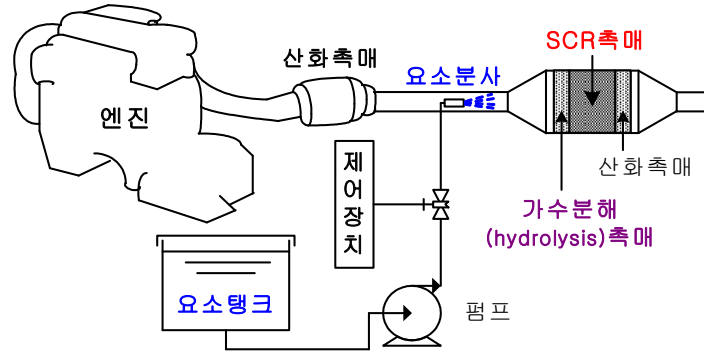 SCR촉매
산화촉매
요소분사
엔진
산화촉매
제
어
장
치
가수분해
(hydrolysis)촉매
요소탱크
펌프